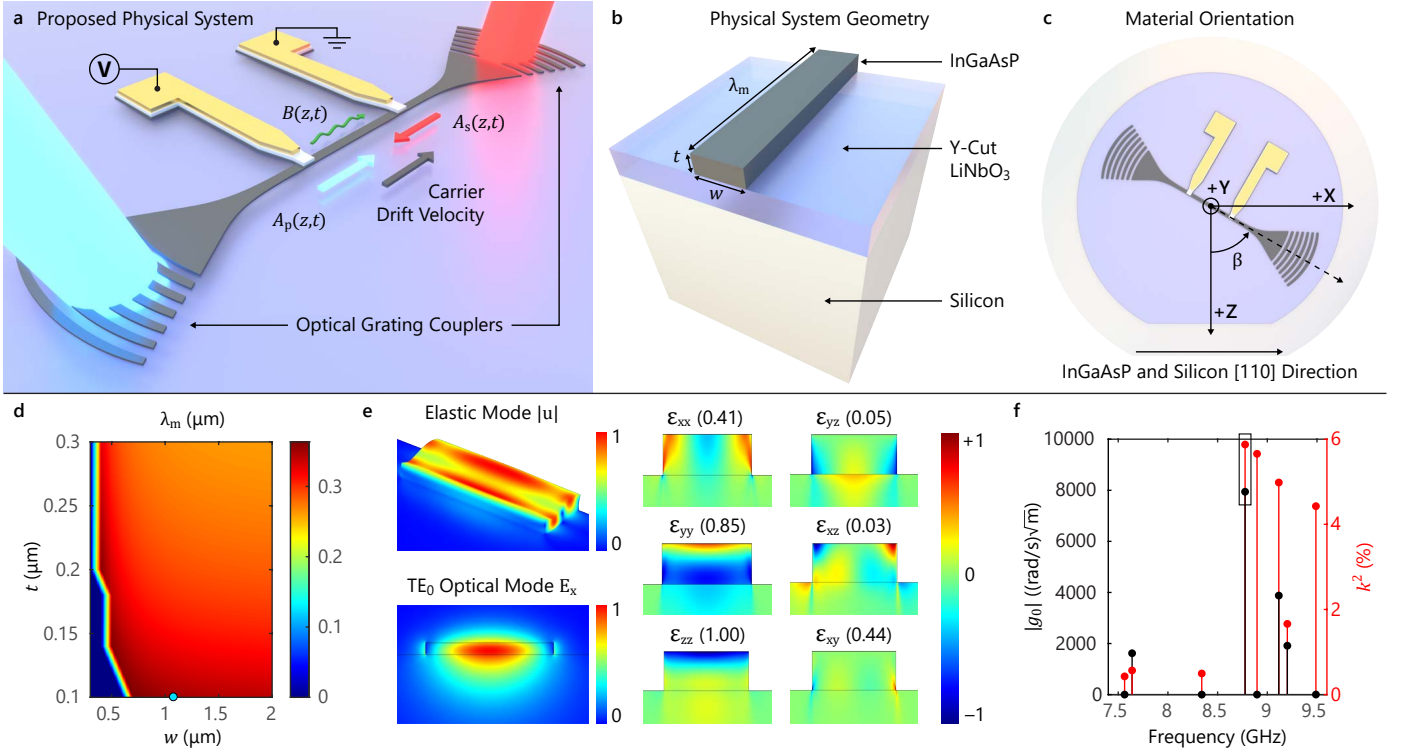 a Proposed Physical System
V
B(z,t)
A_s(z,t)
A_p(z,t)
Carrier
Drift Velocity
Optical Grating Couplers
b Physical System Geometry
λ_m
t
w
InGaAsP
Y-Cut
LiNbO₃
Silicon
c Material Orientation
+Y
+X
β
+Z
InGaAsP and Silicon [110] Direction
d
λ_m (μm)
0.3
0.25
0.2
0.15
0.1
t (μm)
0.5
1
1.5
2
w (μm)
0.3
0.2
0.1
0
e
Elastic Mode |u|
1
0
TE₀ Optical Mode E_x
1
0
ε_xx (0.41)
ε_yz (0.05)
ε_yy (0.85)
ε_xz (0.03)
ε_zz (1.00)
ε_xy (0.44)
+1
0
−1
f
10000
8000
6000
4000
2000
0
|g₀| ((rad/s)√m)
7.5
8
8.5
9
9.5
Frequency (GHz)
6
4
2
0
k² (%)